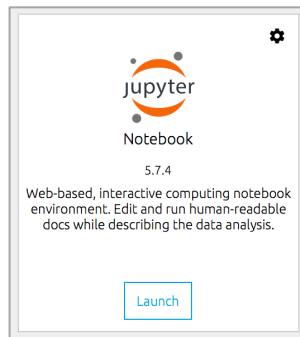 jupyter
Notebook
5.7.4
Web-based, interactive computing notebook
environment. Edit and run human-readable
docs while describing the data analysis.
Launch